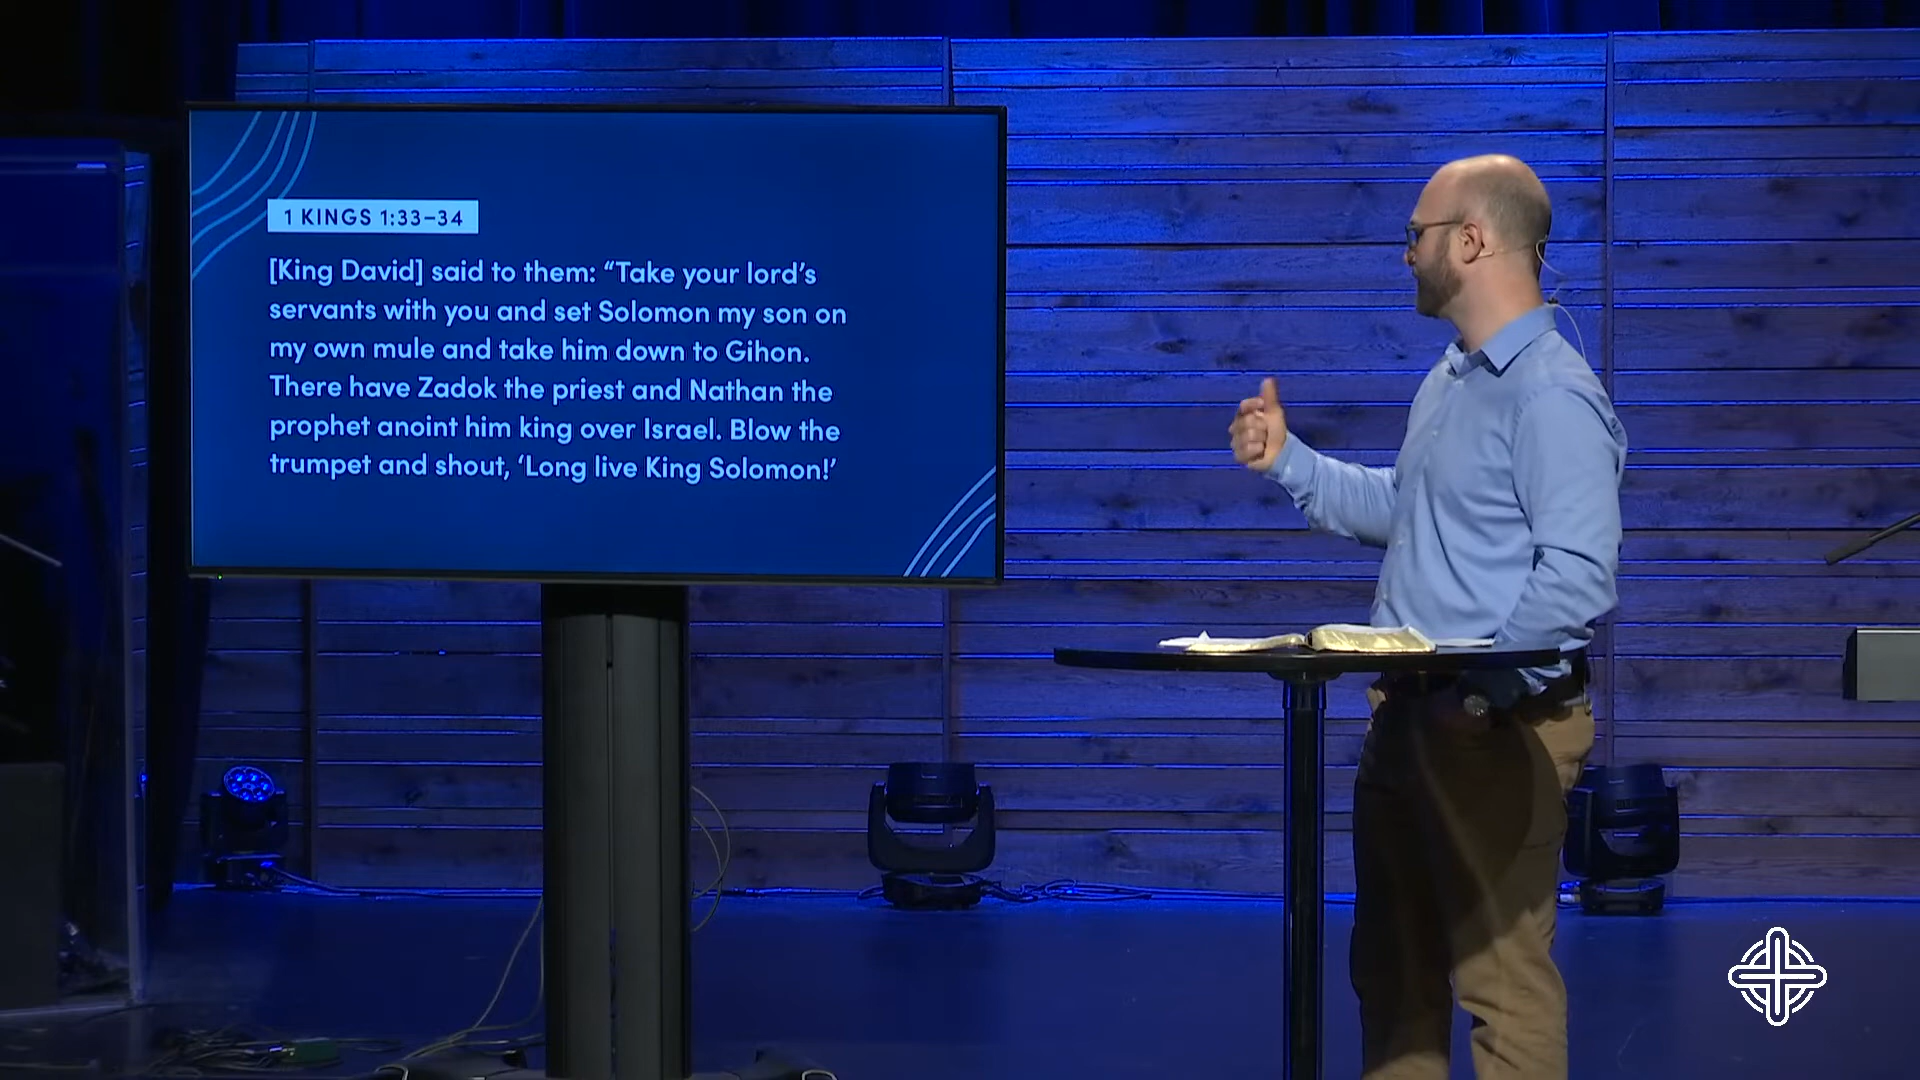 1 KINGS 1:33–34
[King David] said to them: “Take your lord’s
servants with you and set Solomon my son on
my own mule and take him down to Gihon.
There have Zadok the priest and Nathan the
prophet anoint him king over Israel. Blow the
trumpet and shout, ‘Long live King Solomon!’